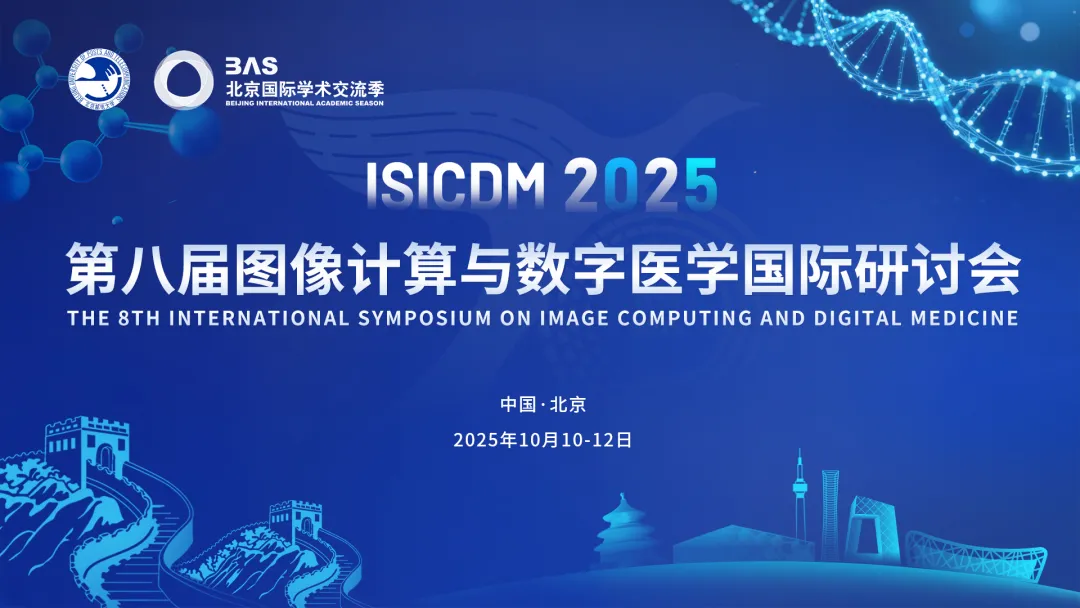 BAS
北京国际学术交流季
BEIJING INTERNATIONAL ACADEMIC SEASON
ISICDM 2025
第八届图像计算与数字医学国际研讨会
THE 8TH INTERNATIONAL SYMPOSIUM ON IMAGE COMPUTING AND DIGITAL MEDICINE
中国·北京
2025年10月10-12日